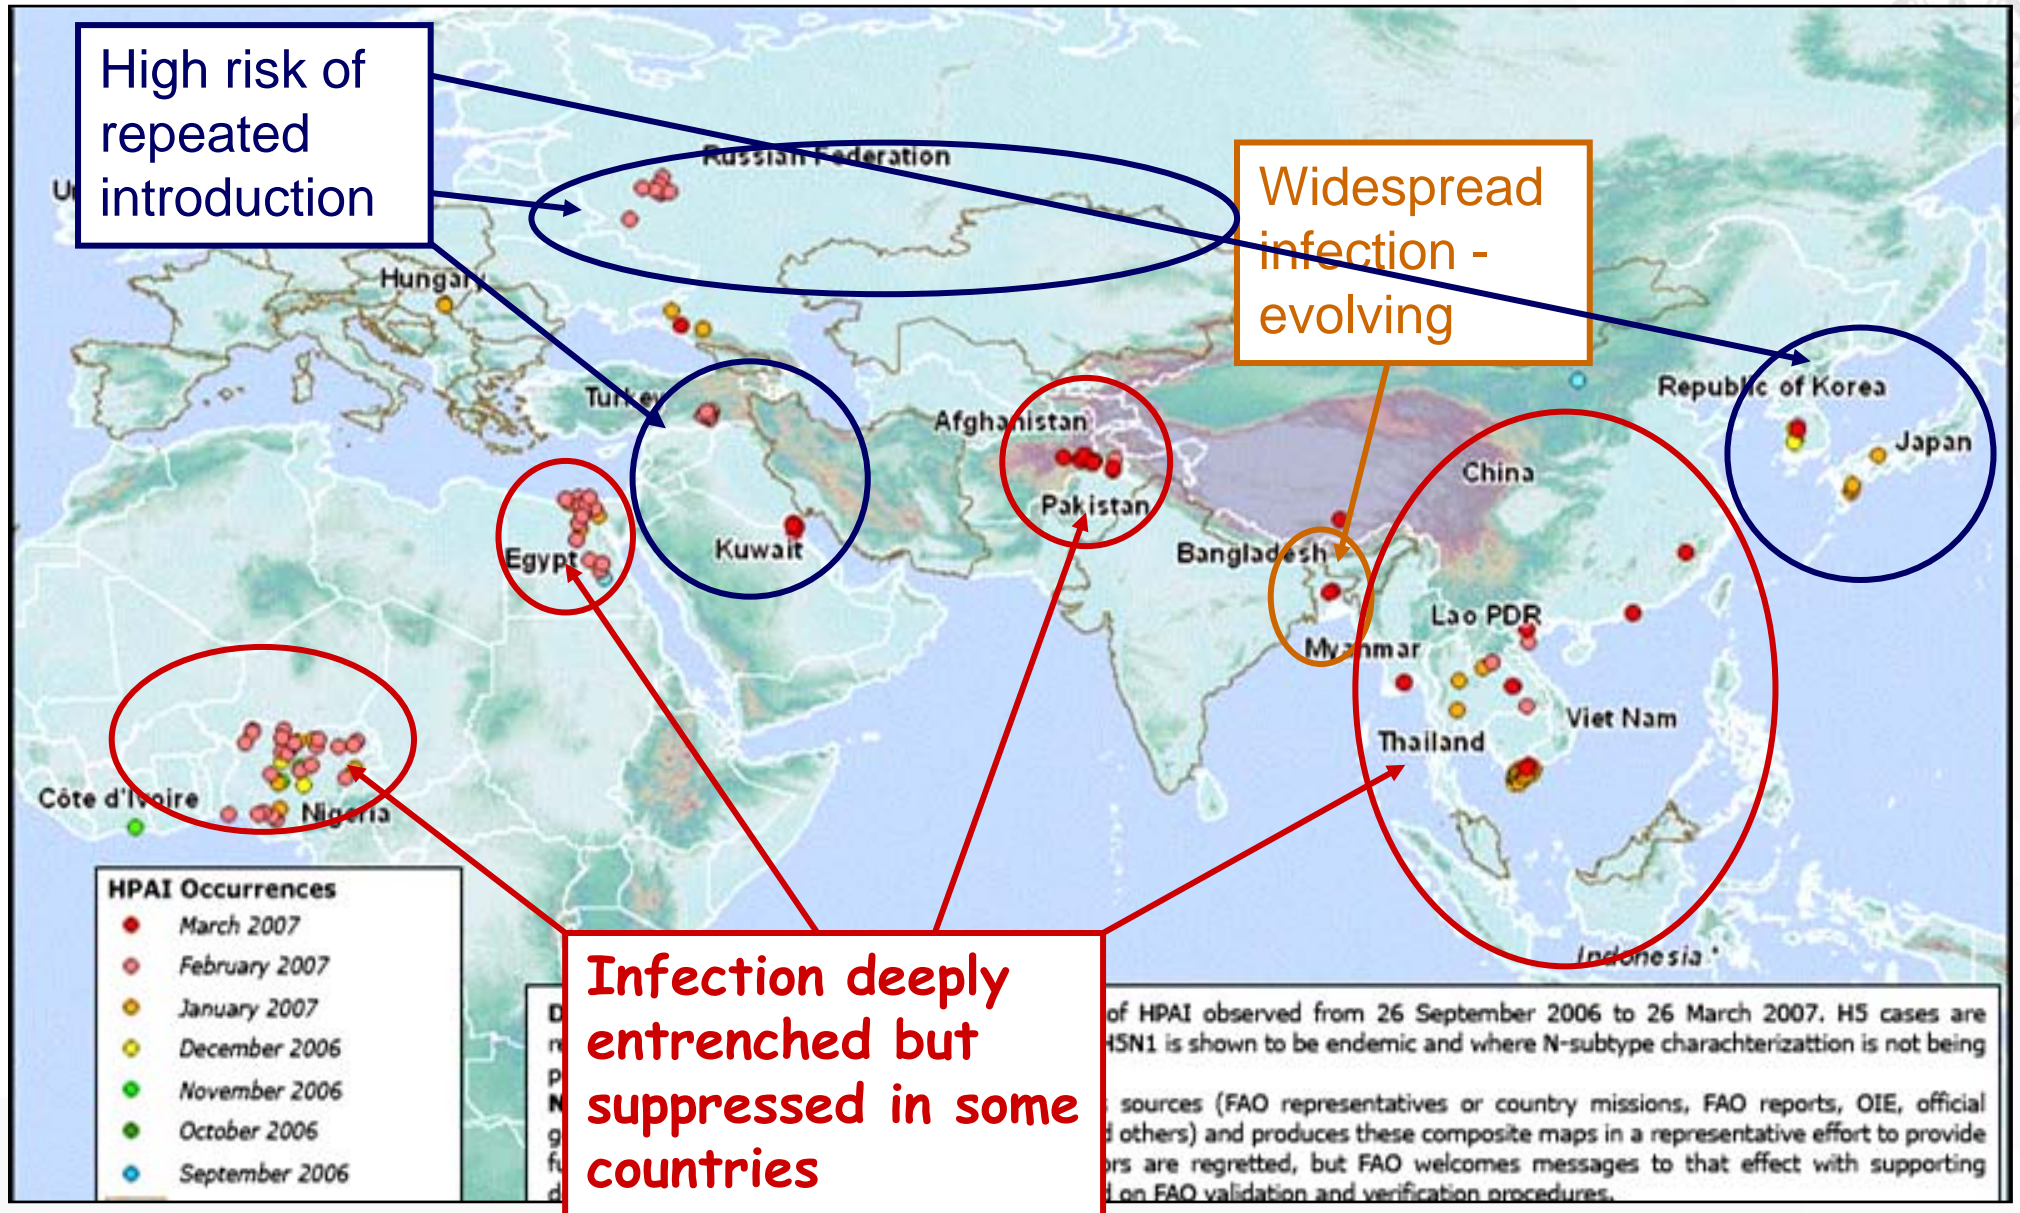 High risk of
repeated
introduction
Russian Federation
Widespread
infection -
evolving
Hungary
Turkey
Afghanistan
Republic of Korea
Japan
China
Pakistan
Egypt
Kuwait
Bangladesh
Lao PDR
Myanmar
Viet Nam
Thailand
Côte d'Ivoire
Nigeria
Indonesia *
HPAI Occurrences
March 2007
February 2007
January 2007
December 2006
November 2006
October 2006
September 2006
Infection deeply
entrenched but
suppressed in some
countries
of HPAI observed from 26 September 2006 to 26 March 2007. H5 cases are
H5N1 is shown to be endemic and where N-subtype charachterizattion is not being
sources (FAO representatives or country missions, FAO reports, OIE, official
others) and produces these composite maps in a representative effort to provide
are regretted, but FAO welcomes messages to that effect with supporting
on FAO validation and verification procedures.